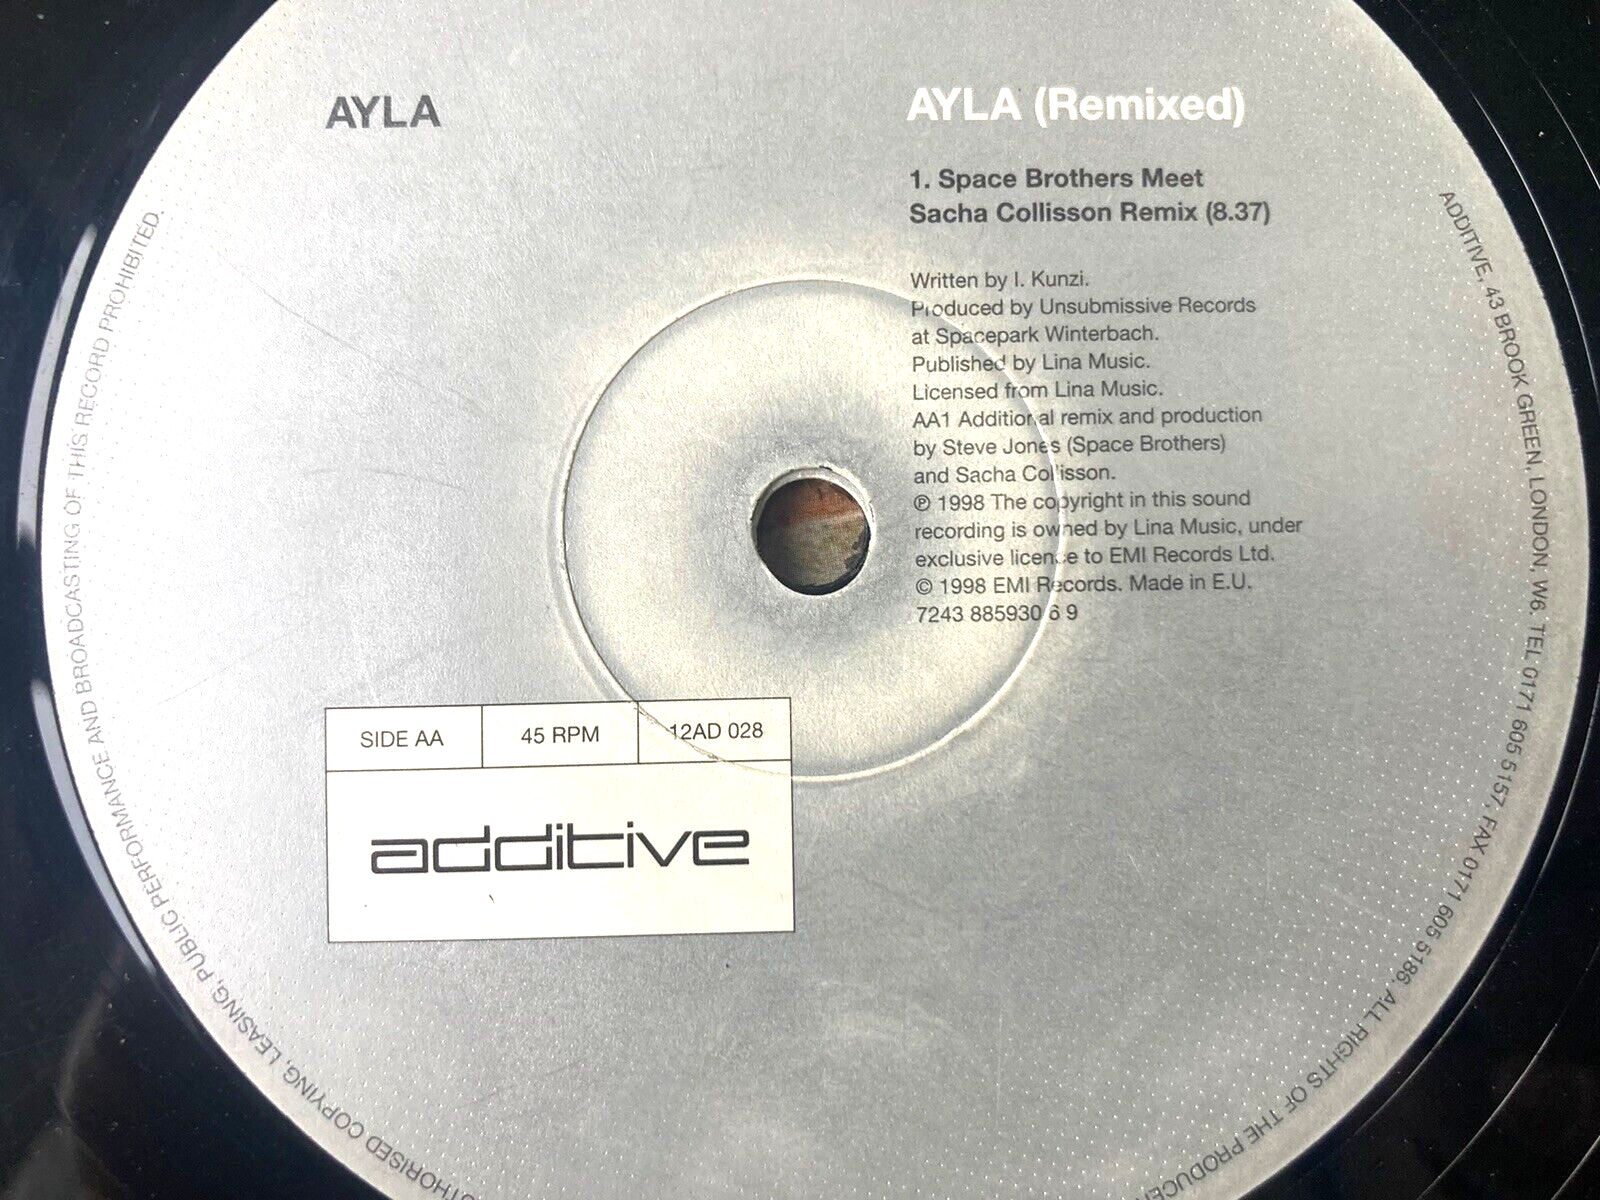 AYLA
AYLA (Remixed)
1. Space Brothers Meet
Sacha Collisson Remix (8.37)
Written by I. Kunzi.
Produced by Unsubmissive Records
at Spacepark Winterbach.
Published by Lina Music.
Licensed from Lina Music.
AA1 Additional remix and production
by Steve Jones (Space Brothers)
and Sacha Collisson.
℗ 1998 The copyright in this sound
recording is owned by Lina Music, under
exclusive licence to EMI Records Ltd.
© 1998 EMI Records. Made in E.U.
7243 885930 6 9
SIDE AA
45 RPM
12AD 028
additive
ADDITIVE, 43 BROOK GREEN, LONDON, W6. TEL 0171 605 5157, FAX 0171 605 5186. ALL RIGHTS OF THE PRODUCER
COPYING, LEASING, PUBLIC PERFORMANCE AND BROADCASTING OF THIS RECORD PROHIBITED.